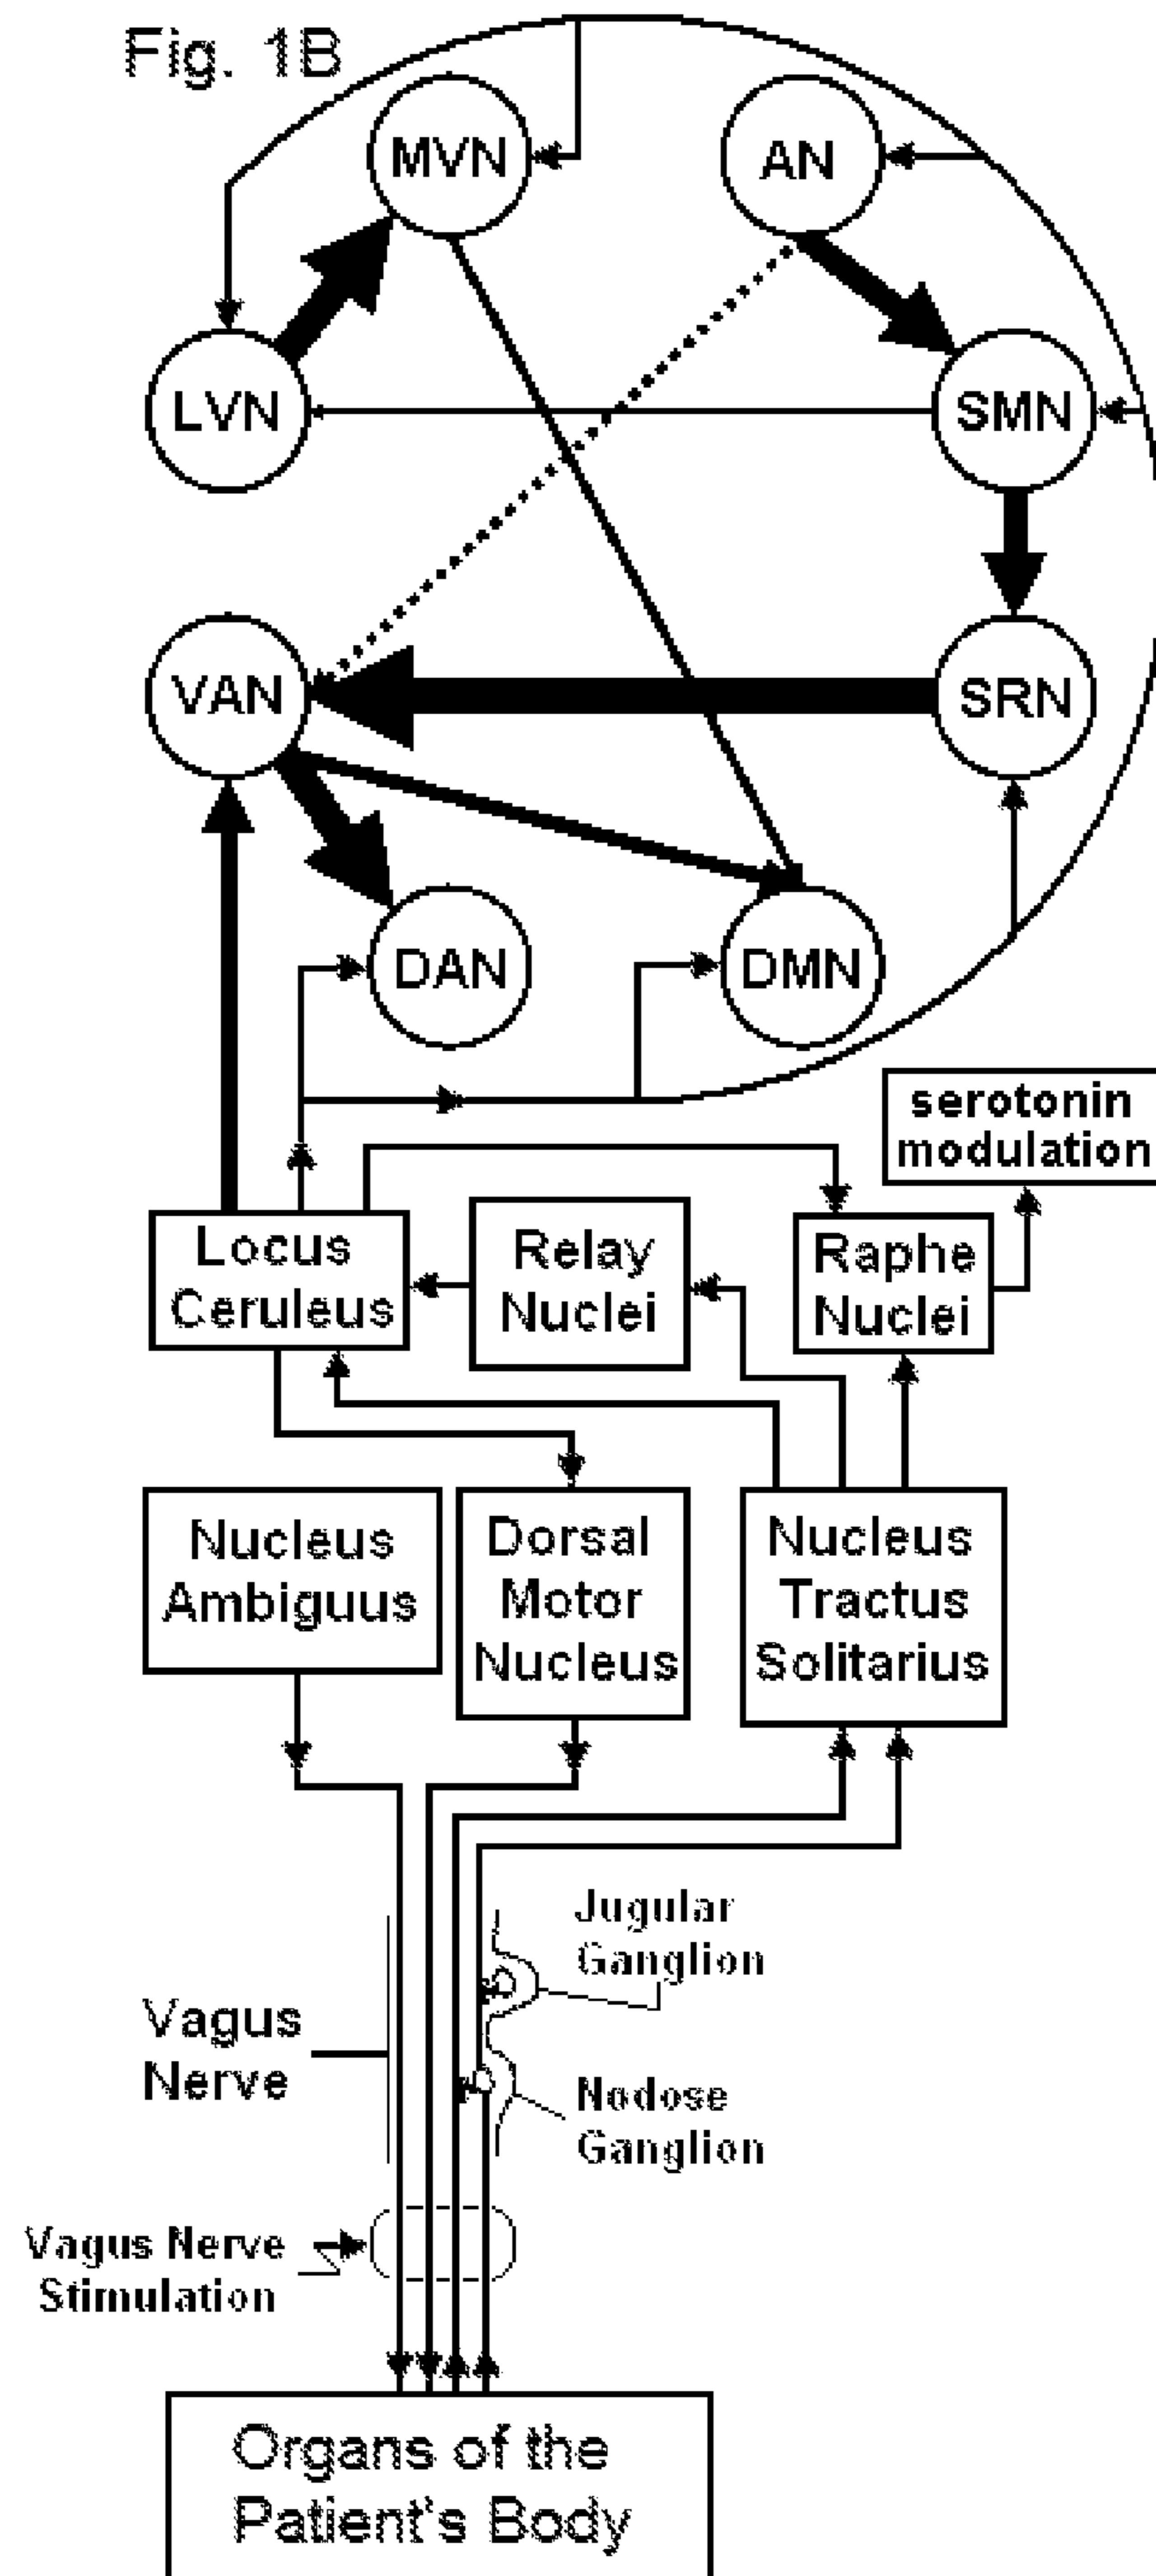 Fig. 1B
MVN
AN
LVN
SMN
VAN
SRN
DAN
DMN
serotonin
modulation
Locus
Ceruleus
Relay
Nuclei
Raphe
Nuclei
Nucleus
Ambiguus
Dorsal
Motor
Nucleus
Nucleus
Tractus
Solitarius
Jugular
Ganglion
Vagus
Nerve
Nodose
Ganglion
Vagus Nerve
Stimulation
Organs of the
Patient's Body